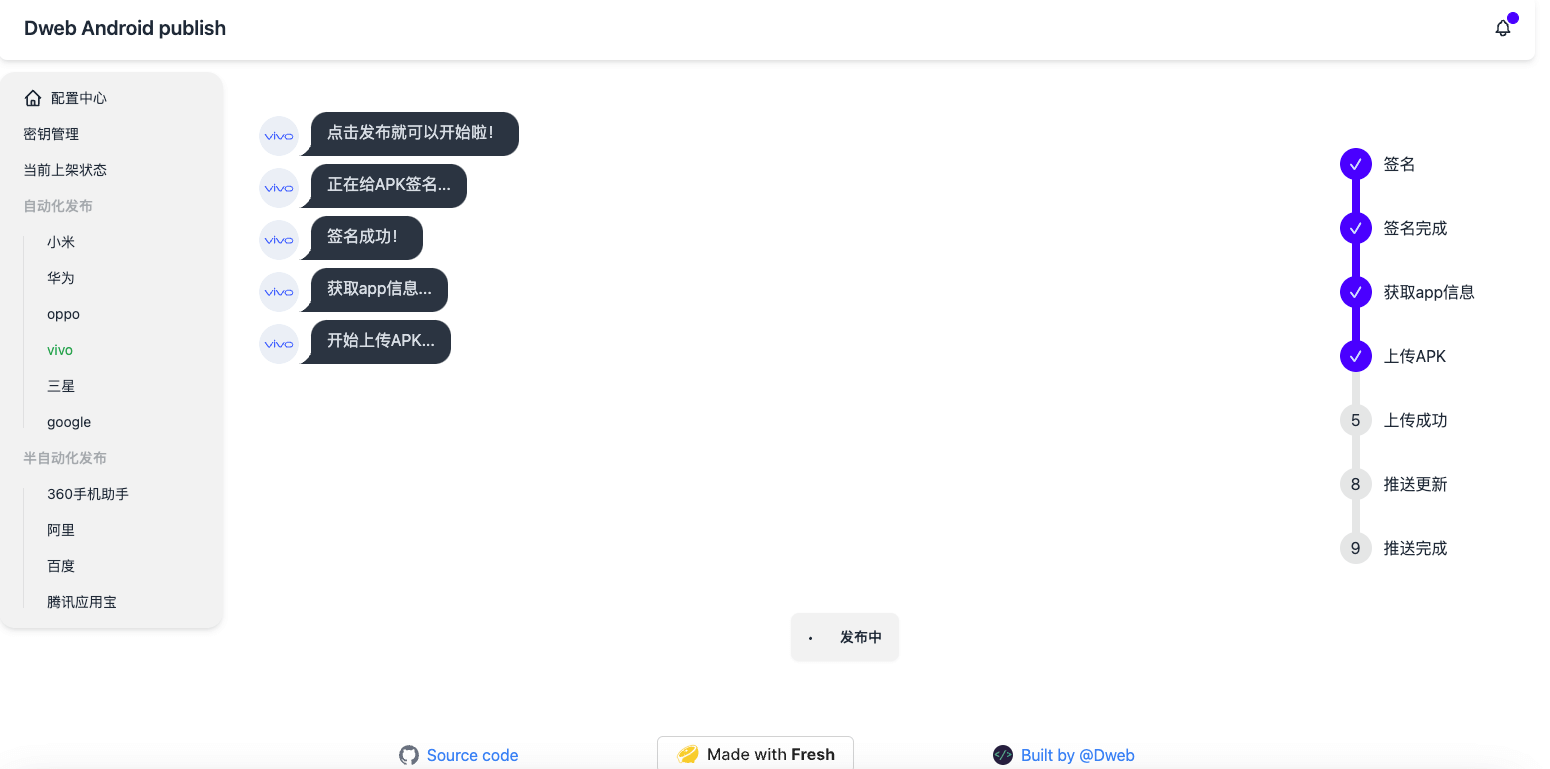 Dweb Android publish
配置中心
密钥管理
当前上架状态
自动化发布
小米
华为
oppo
vivo
三星
google
半自动化发布
360手机助手
阿里
百度
腾讯应用宝
vivo 点击发布就可以开始啦！
vivo 正在给APK签名...
vivo 签名成功！
vivo 获取app信息...
vivo 开始上传APK...
签名
签名完成
获取app信息
上传APK
5 上传成功
8 推送更新
9 推送完成
发布中
Source code
Made with Fresh
</> Built by @Dweb